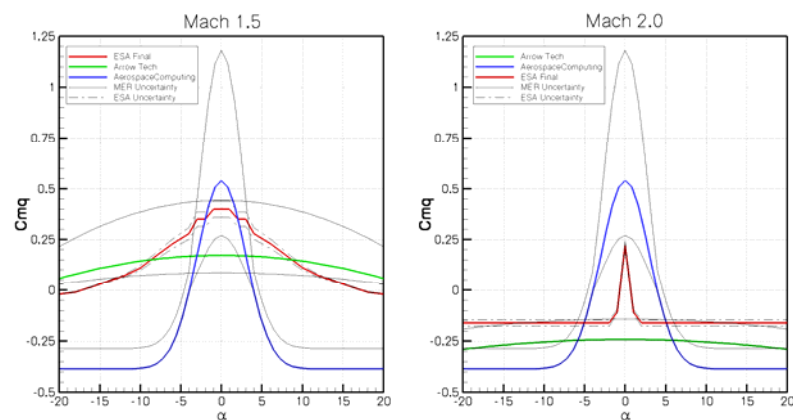 Mach 1.5
1.25
1
0.75
0.5
0.25
0
-0.25
-0.5
Cmq
ESA Final
Arrow Tech
AerospaceComputing
MER Uncertainty
ESA Uncertainty
-20 -15 -10 -5 0 5 10 15 20
α
Mach 2.0
1.25
1
0.75
0.5
0.25
0
-0.25
-0.5
Cmq
Arrow Tech
AerospaceComputing
ESA Final
MER Uncertainty
ESA Uncertainty
-20 -15 -10 -5 0 5 10 15 20
α